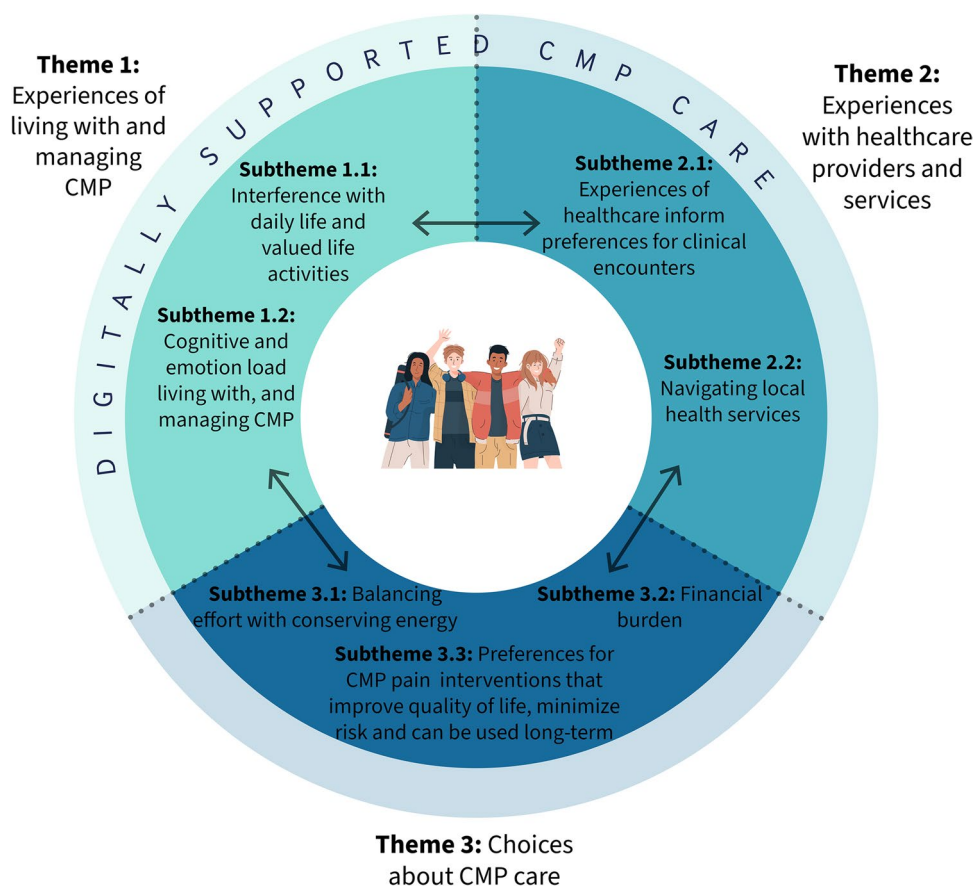 DIGITALLY SUPPORTED CMP CARE
Theme 1:
Experiences of
living with and
managing
CMP
Theme 2:
Experiences
with healthcare
providers and
services
Subtheme 1.1:
Interference with
daily life and
valued life
activities
Subtheme 2.1:
Experiences of
healthcare inform
preferences for clinical
encounters
Subtheme 1.2:
Cognitive and
emotion load
living with, and
managing CMP
Subtheme 2.2:
Navigating local
health services
Subtheme 3.1: Balancing
effort with conserving energy
Subtheme 3.2: Financial
burden
Subtheme 3.3: Preferences for
CMP pain interventions that
improve quality of life, minimize
risk and can be used long-term
Theme 3: Choices
about CMP care